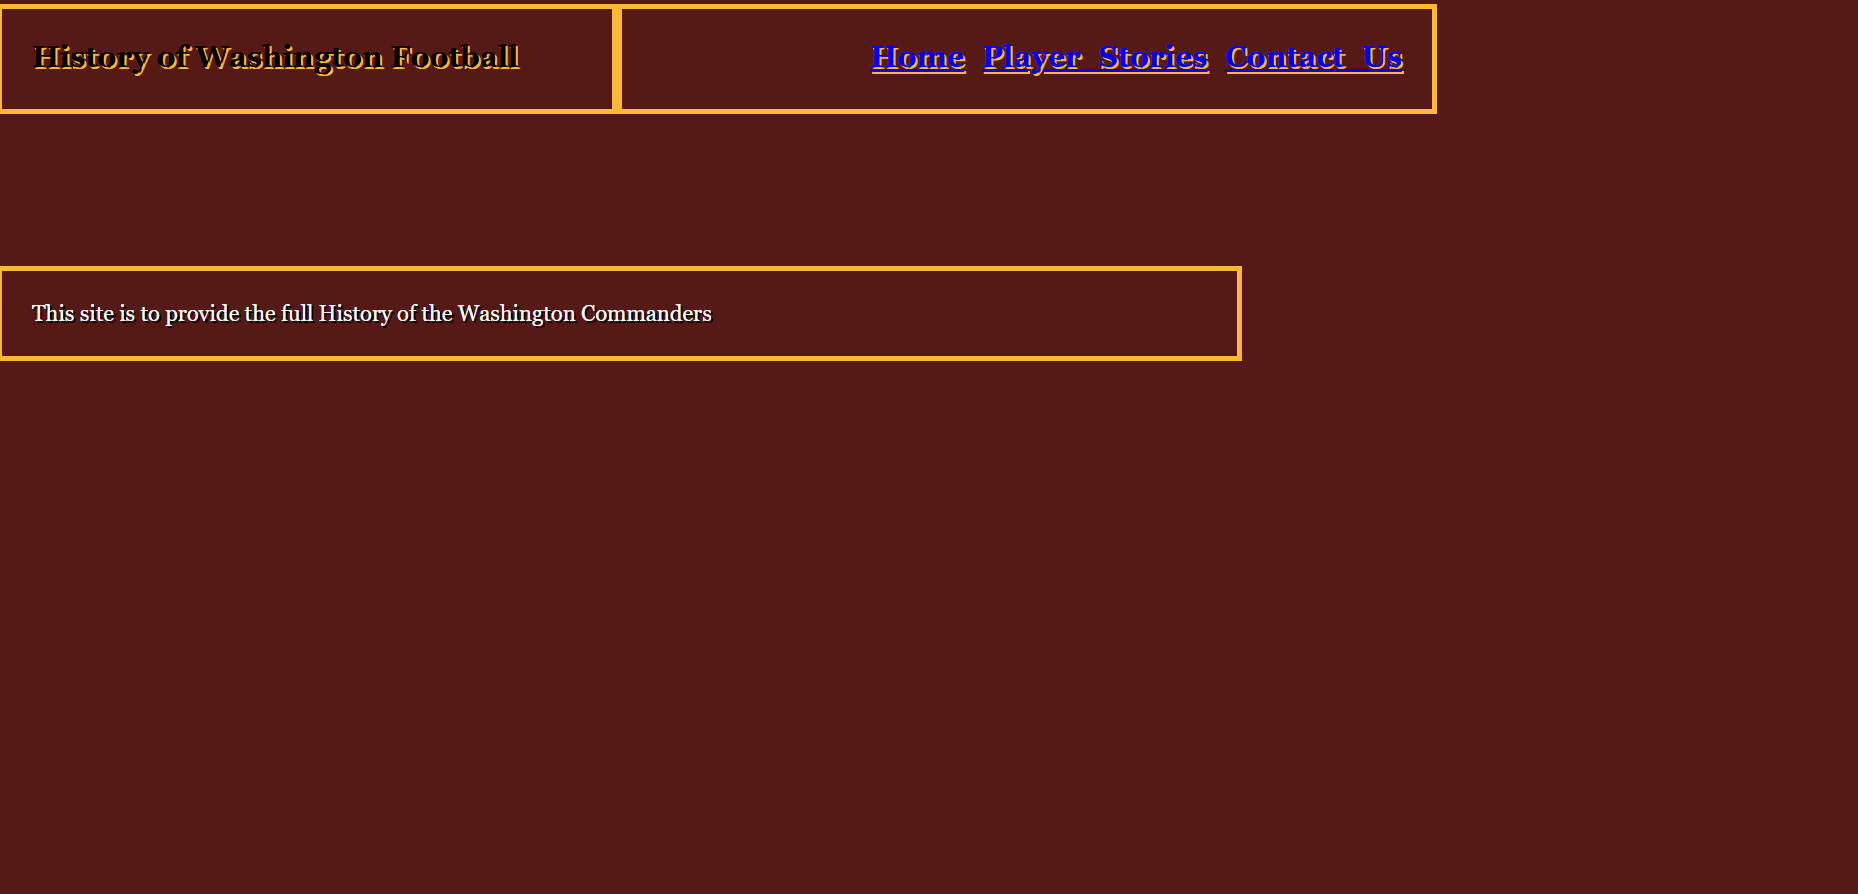 History of Washington Football
Home Player Stories Contact Us
This site is to provide the full History of the Washington Commanders